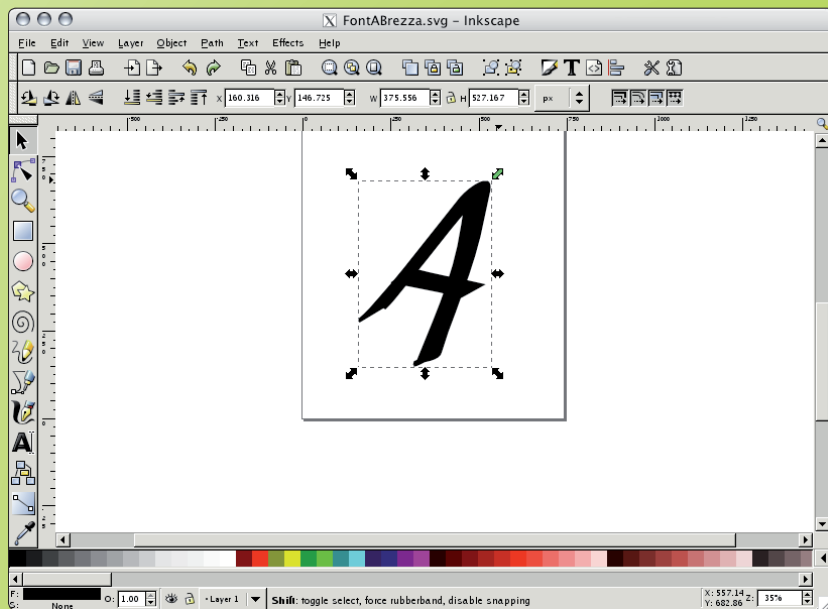 FontABrezza.svg - Inkscape
File Edit View Layer Object Path Text Effects Help
X 160.316 Y 146.725 W 375.556 H 527.167 px
-500 -250 0 250 500 750 1000 1250
A
F: O: 1.00 Layer 1 Shift: toggle select, force rubberband, disable snapping X: 557.14 Z: 35%
None Y: 682.86